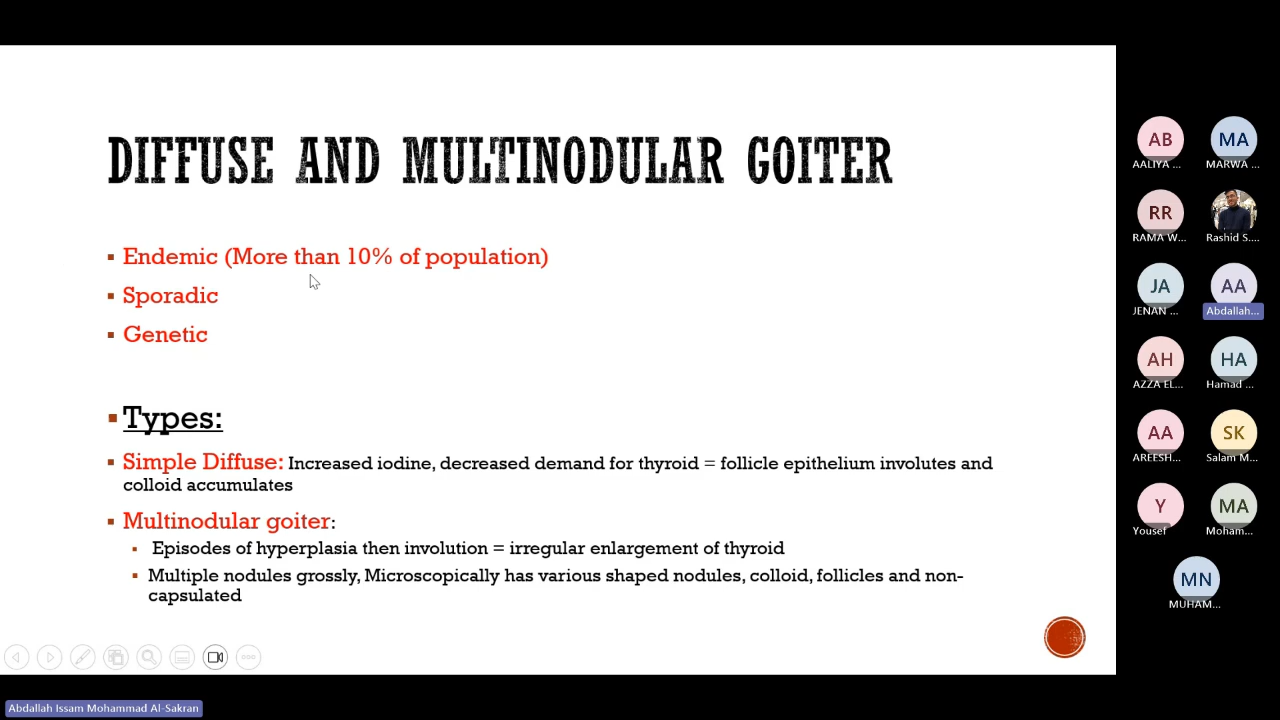 DIFFUSE AND MULTINODULAR GOITER
▪ Endemic (More than 10% of population)
▪ Sporadic
▪ Genetic
▪ Types:
▪ Simple Diffuse: Increased iodine, decreased demand for thyroid = follicle epithelium involutes and
colloid accumulates
▪ Multinodular goiter:
▪ Episodes of hyperplasia then involution = irregular enlargement of thyroid
▪ Multiple nodules grossly, Microscopically has various shaped nodules, colloid, follicles and non-
capsulated
AB
AALIYA ...
MA
MARWA ...
RR
RAMA W...
Rashid S....
JA
JENAN ...
AA
Abdallah...
AH
AZZA EL...
HA
Hamad ...
AA
AREESH...
SK
Salam M...
Y
Yousef
MA
Moham...
MN
MUHAM...
Abdallah Issam Mohammad Al-Sakran